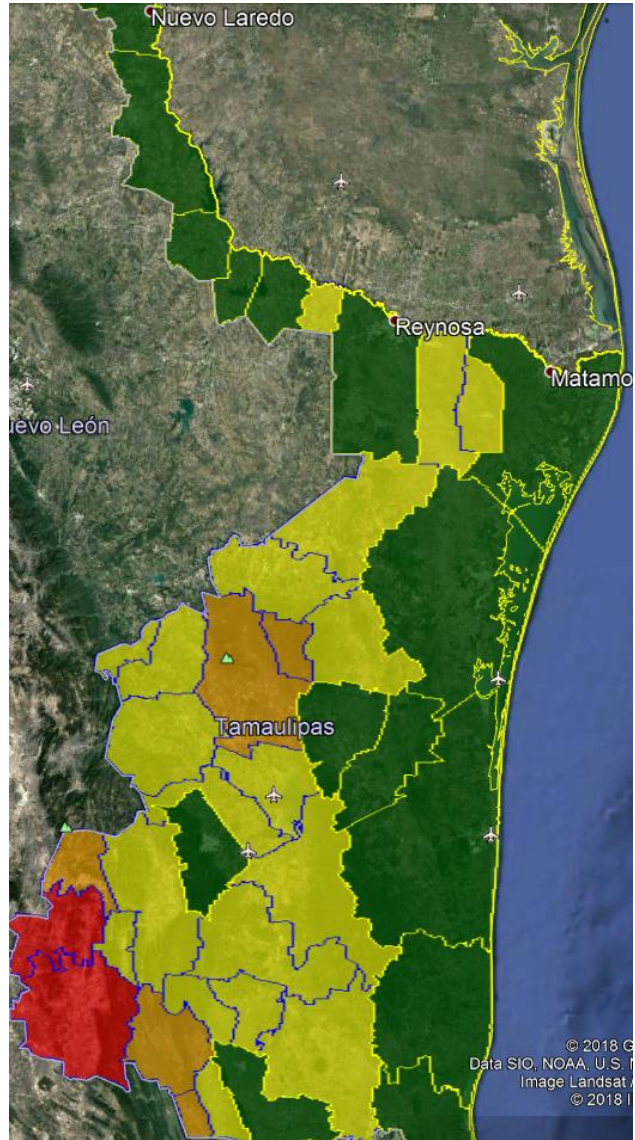 Nuevo Laredo
Reynosa
Matamo
uevo León
Tamaulipas
© 2018 G
Data SIO, NOAA, U.S. N
Image Landsat /
© 2018 I